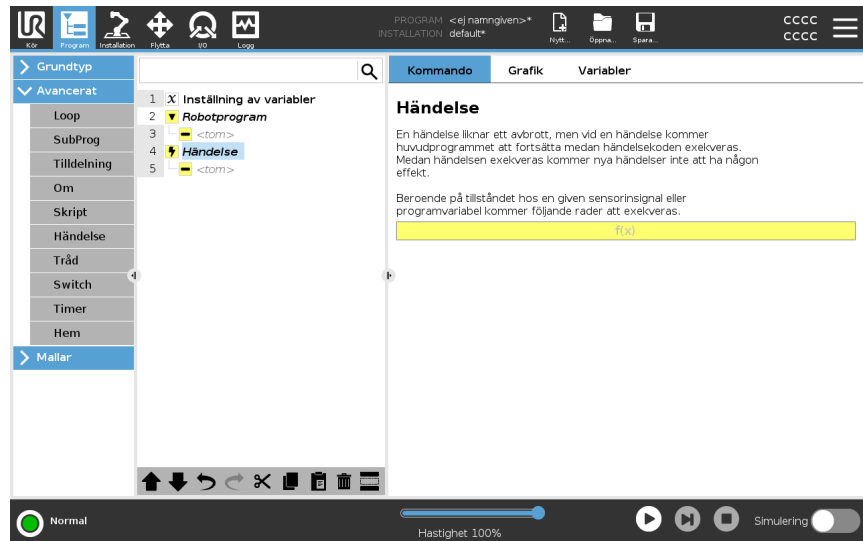 UR
PROGRAM <ej namngiven>*
INSTALLATION default*
Kör
Program
Installation
Flytta
I/O
Logg
Nytt...
Öppna...
Spara...
CCCC
CCCC
Grundtyp
Avancerat
Loop
SubProg
Tilldelning
Om
Skript
Händelse
Tråd
Switch
Timer
Hem
Mallar
1 X Inställning av variabler
2 Robotprogram
3 <tom>
4 Händelse
5 <tom>
Kommando
Grafik
Variabler
Händelse
En händelse liknar ett avbrott, men vid en händelse kommer
huvudprogrammet att fortsätta medan händelsekoden exekveras.
Medan händelsen exekveras kommer nya händelser inte att ha någon
effekt.
Beroende på tillståndet hos en given sensorinsignal eller
programvariabel kommer följande rader att exekveras.
f(x)
Normal
Hastighet 100%
Simulering